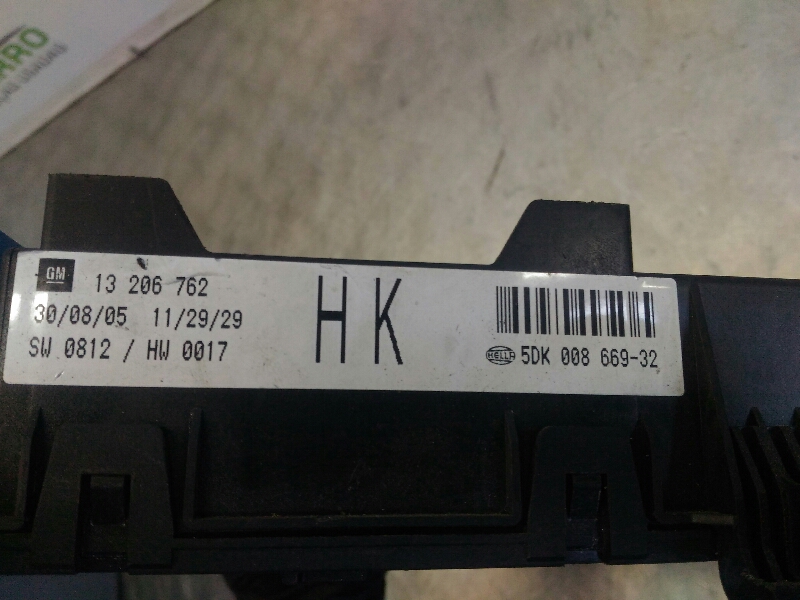 RRO
GM 13 206 762
30/08/05 11/29/29
SW 0812 / HW 0017
HK
HELLA 5DK 008 669-32